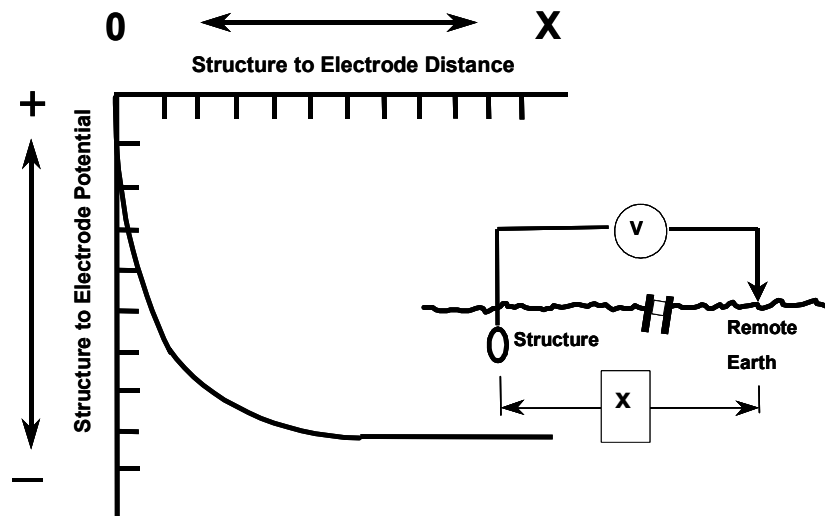 0
X
Structure to Electrode Distance
+
Structure to Electrode Potential
—
V
Structure
Remote
Earth
X